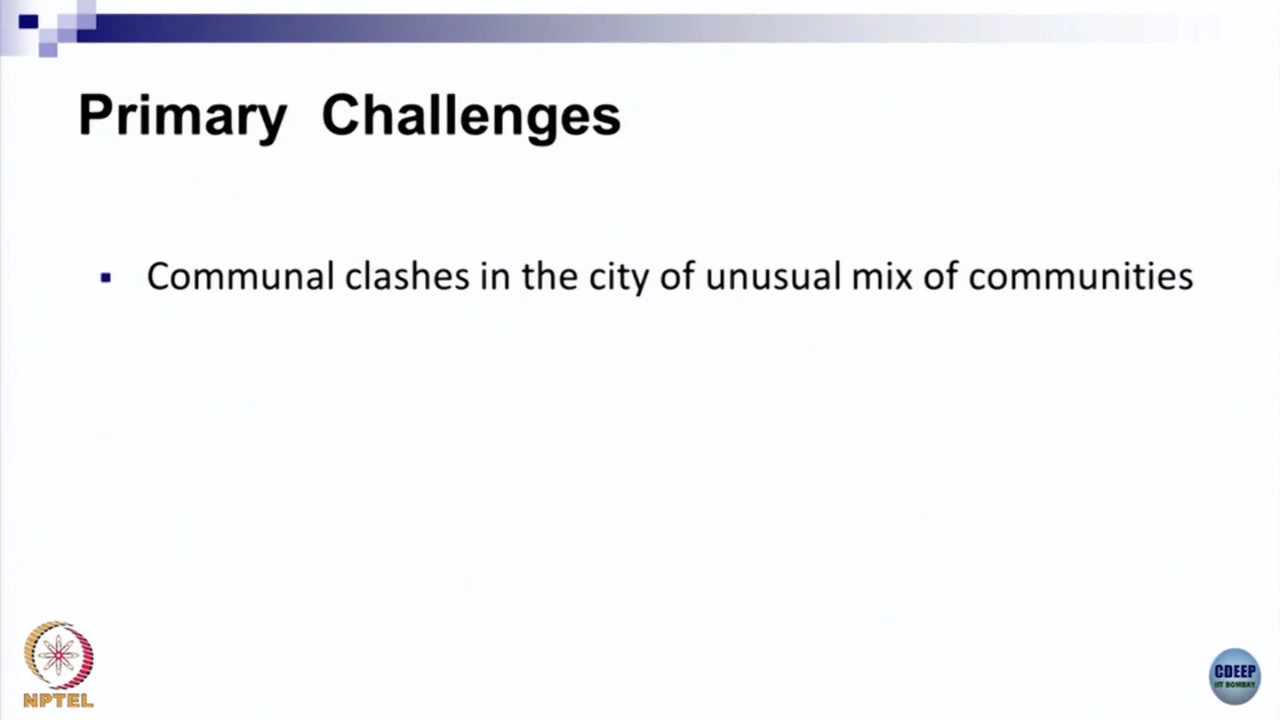 Primary Challenges
▪ Communal clashes in the city of unusual mix of communities
NPTEL
CDEEP
IIT BOMBAY